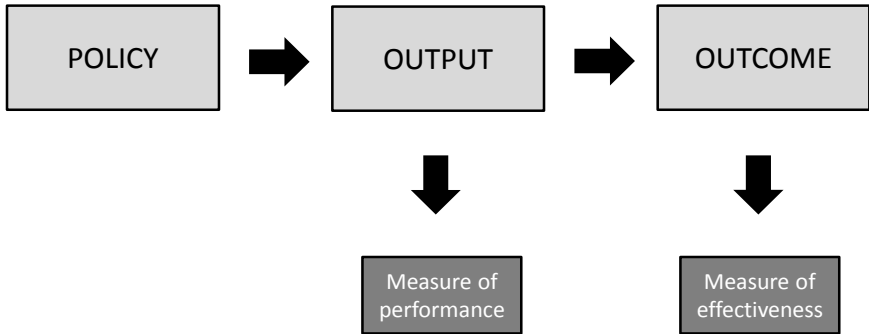 POLICY
OUTPUT
OUTCOME
Measure of
performance
Measure of
effectiveness